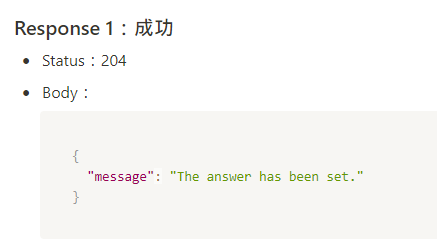 Response 1：成功
Status：204
Body：
{
"message": "The answer has been set."
}